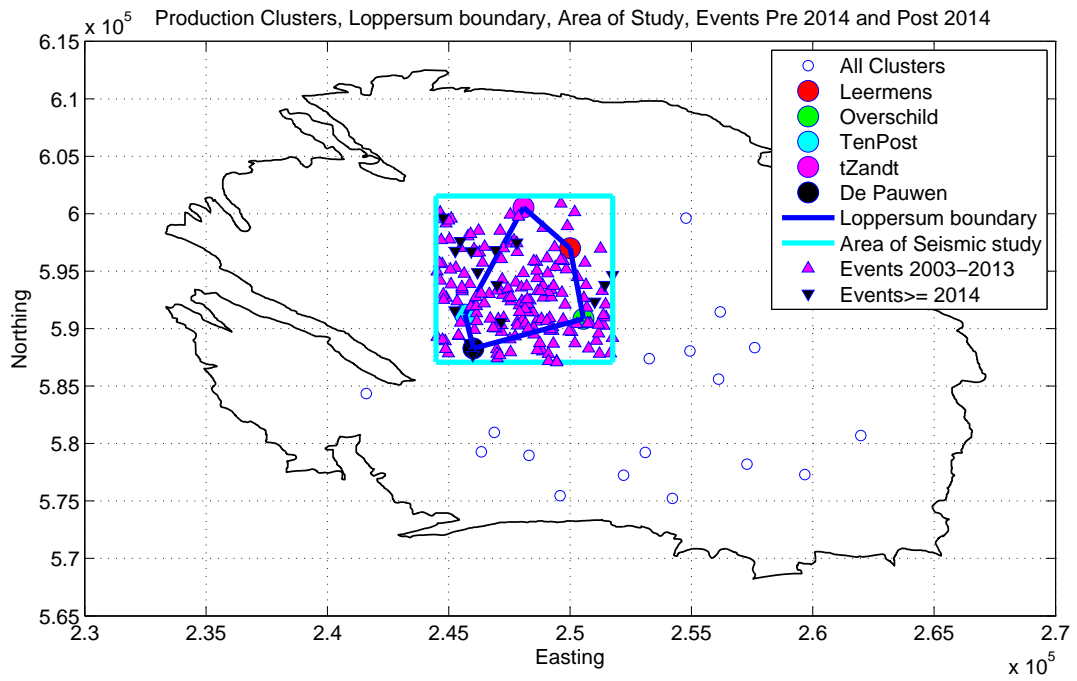 Production Clusters, Loppersum boundary, Area of Study, Events Pre 2014 and Post 2014
x 10^5
6.15
6.11
6.05
6
5.95
5.9
5.85
5.8
5.75
5.7
5.65
Northing
All Clusters
Leermens
Overschild
TenPost
tZandt
De Pauwen
Loppersum boundary
Area of Seismic study
Events 2003–2013
Events>= 2014
2.3
2.35
2.4
2.45
2.5
2.55
2.6
2.65
2.7
Easting
x 10^5